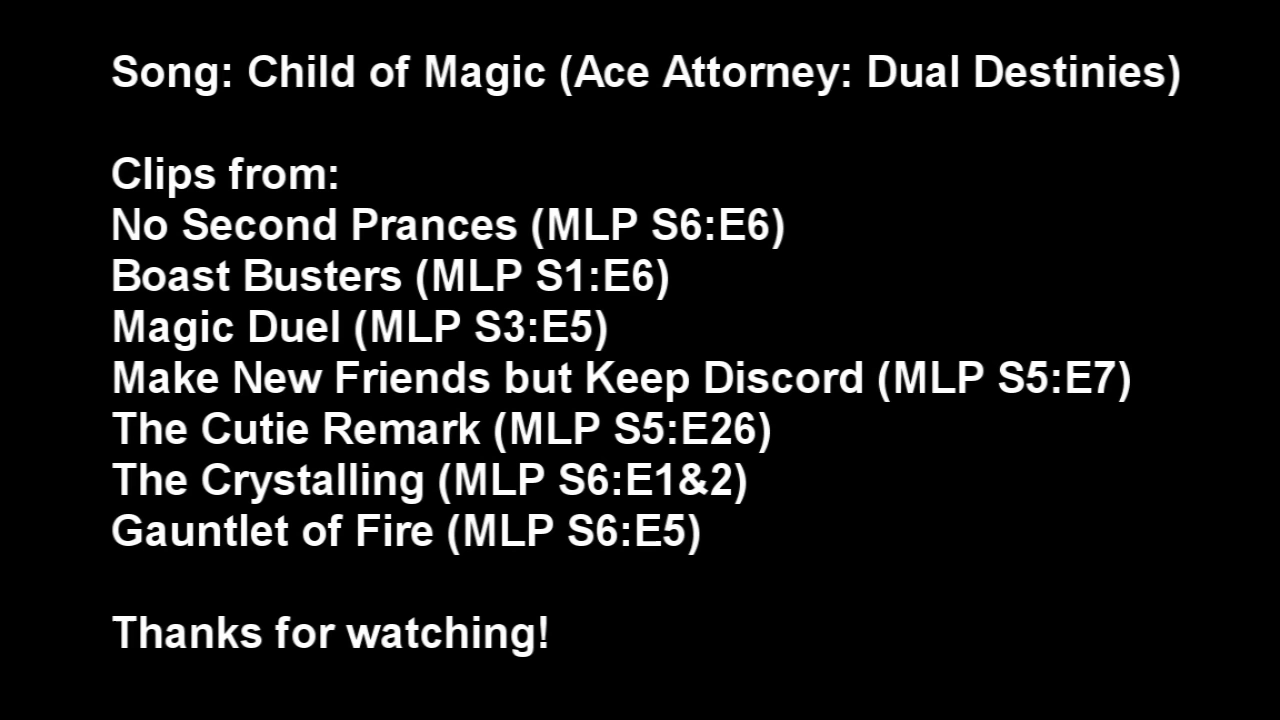 Song: Child of Magic (Ace Attorney: Dual Destinies)
Clips from:
No Second Prances (MLP S6:E6)
Boast Busters (MLP S1:E6)
Magic Duel (MLP S3:E5)
Make New Friends but Keep Discord (MLP S5:E7)
The Cutie Remark (MLP S5:E26)
The Crystalling (MLP S6:E1&2)
Gauntlet of Fire (MLP S6:E5)
Thanks for watching!